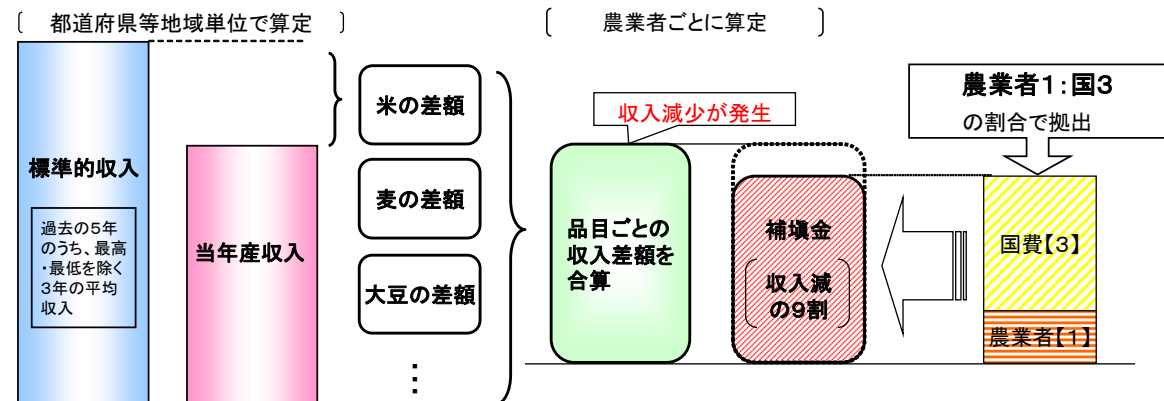 〔 都道府県等地域単位で算定 〕
〔 農業者ごとに算定 〕
標準的収入
過去の5年
のうち、最高
・最低を除く
3年の平均
収入
当年産収入
米の差額
麦の差額
大豆の差額
⋮
収入減少が発生
品目ごとの
収入差額を
合算
補塡金
〔収入減
の9割〕
農業者1:国3
の割合で拠出
国費【3】
農業者【1】